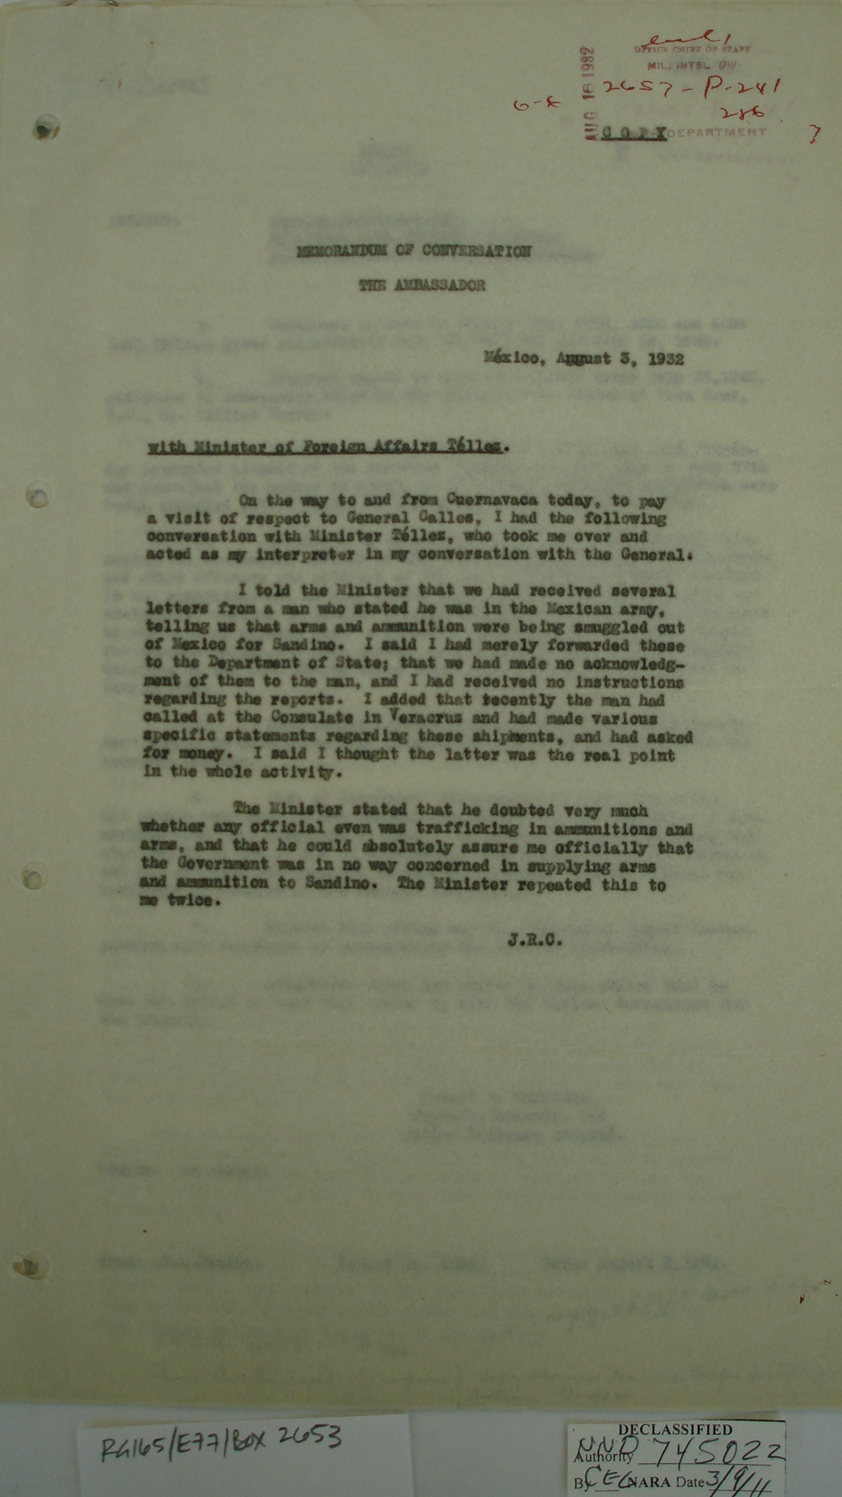 encl,
OFFICE CHIEF OF STAFF
MIL. INTEL.
2657-P-241
6-8
286
COPY DEPARTMENT
7
MEMORANDUM OF CONVERSATION
THE AMBASSADOR
México, August 3, 1932
with Minister of Foreign Affairs Téllez.
On the way to and from Cuernavaca today, to pay
a visit of respect to General Calles, I had the following
conversation with Minister Téllez, who took me over and
acted as my interpreter in my conversation with the General.
I told the Minister that we had received several
letters from a man who stated he was in the Mexican army,
telling us that arms and ammunition were being smuggled out
of Mexico for Sandino. I said I had merely forwarded these
to the Department of State; that we had made no acknowledg-
ment of them to the man, and I had received no instructions
regarding the reports. I added that recently the man had
called at the Consulate in Veracruz and had made various
specific statements regarding these shipments, and had asked
for money. I said I thought the latter was the real point
in the whole activity.
The Minister stated that he doubted very much
whether any official even was trafficking in ammunitions and
arms, and that he could absolutely assure me officially that
the Government was in no way concerned in supplying arms
and ammunition to Sandino. The Minister repeated this to
me twice.
J.R.C.
RG165/E77/BOX 2653
DECLASSIFIED
Authority NND 745022
By CEG NARA Date 3/9/11